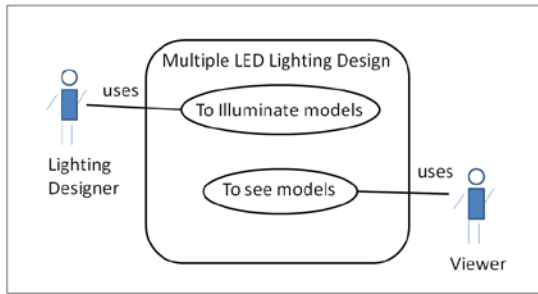 Multiple LED Lighting Design
uses
To Illuminate models
Lighting
Designer
uses
To see models
Viewer